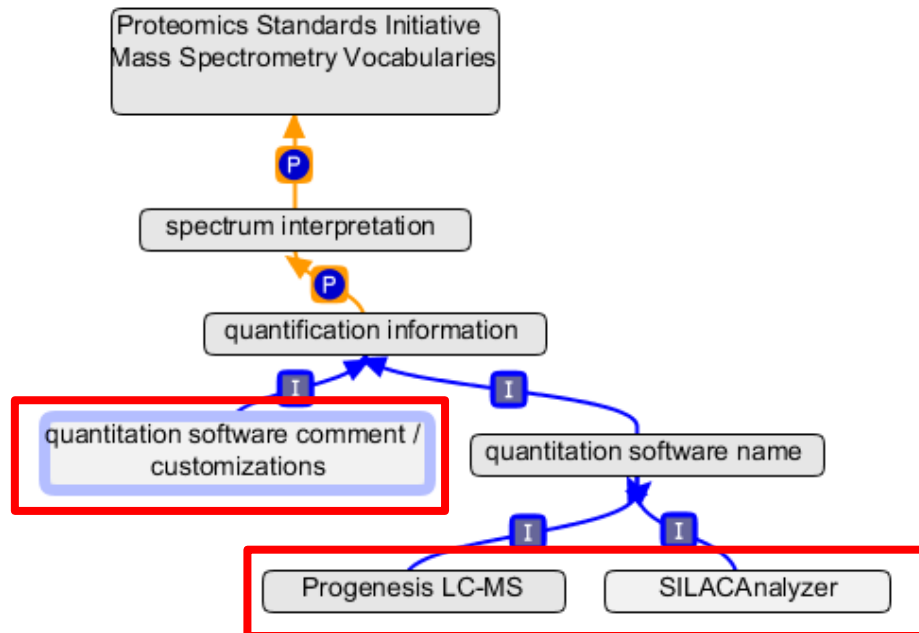 Proteomics Standards Initiative
Mass Spectrometry Vocabularies
P
spectrum interpretation
P
quantification information
I
I
quantitation software comment /
customizations
quantitation software name
I
I
Progenesis LC-MS
SILACAnalyzer